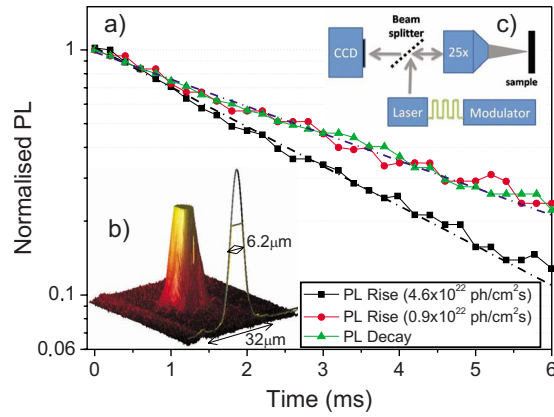 a)
c)
Beam
splitter
CCD
25x
sample
Laser
Modulator
Normalised PL
1
0.1
0.06
b)
6.2μm
32μm
PL Rise (4.6x10²² ph/cm²s)
PL Rise (0.9x10²² ph/cm²s)
PL Decay
0 1 2 3 4 5 6
Time (ms)